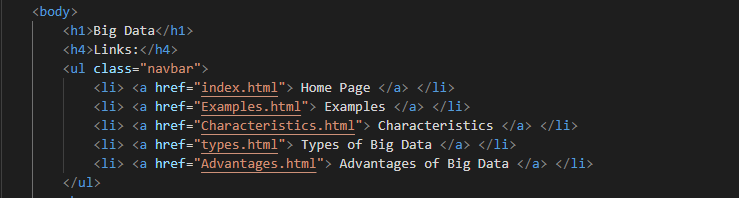 <body>
<h1>Big Data</h1>
<h4>Links:</h4>
<ul class="navbar">
<li> <a href="index.html"> Home Page </a> </li>
<li> <a href="Examples.html"> Examples </a> </li>
<li> <a href="Characteristics.html"> Characteristics </a> </li>
<li> <a href="types.html"> Types of Big Data </a> </li>
<li> <a href="Advantages.html"> Advantages of Big Data </a> </li>
</ul>